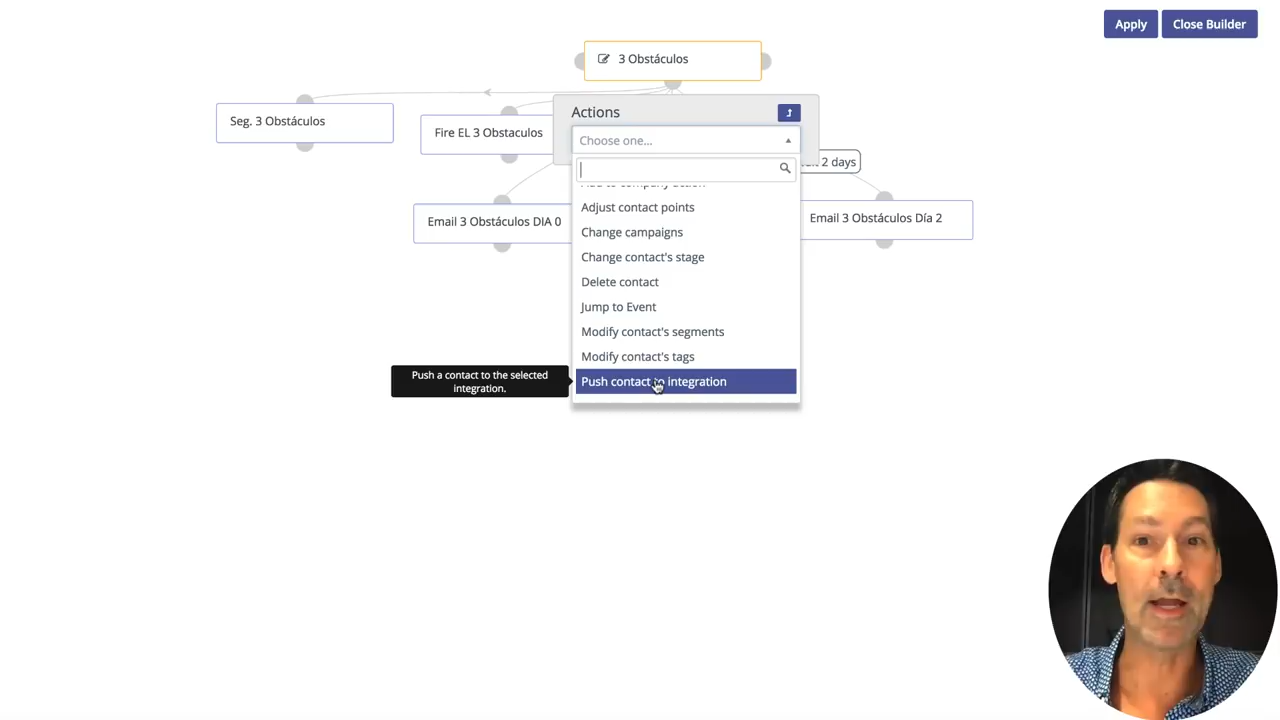 Apply
Close Builder
3 Obstáculos
Seg. 3 Obstáculos
Fire EL 3 Obstaculos
Actions
Choose one...
2 days
Adjust contact points
Email 3 Obstáculos DIA 0
Email 3 Obstáculos Día 2
Change campaigns
Change contact's stage
Delete contact
Jump to Event
Modify contact's segments
Modify contact's tags
Push a contact to the selected
integration.
Push contact to integration